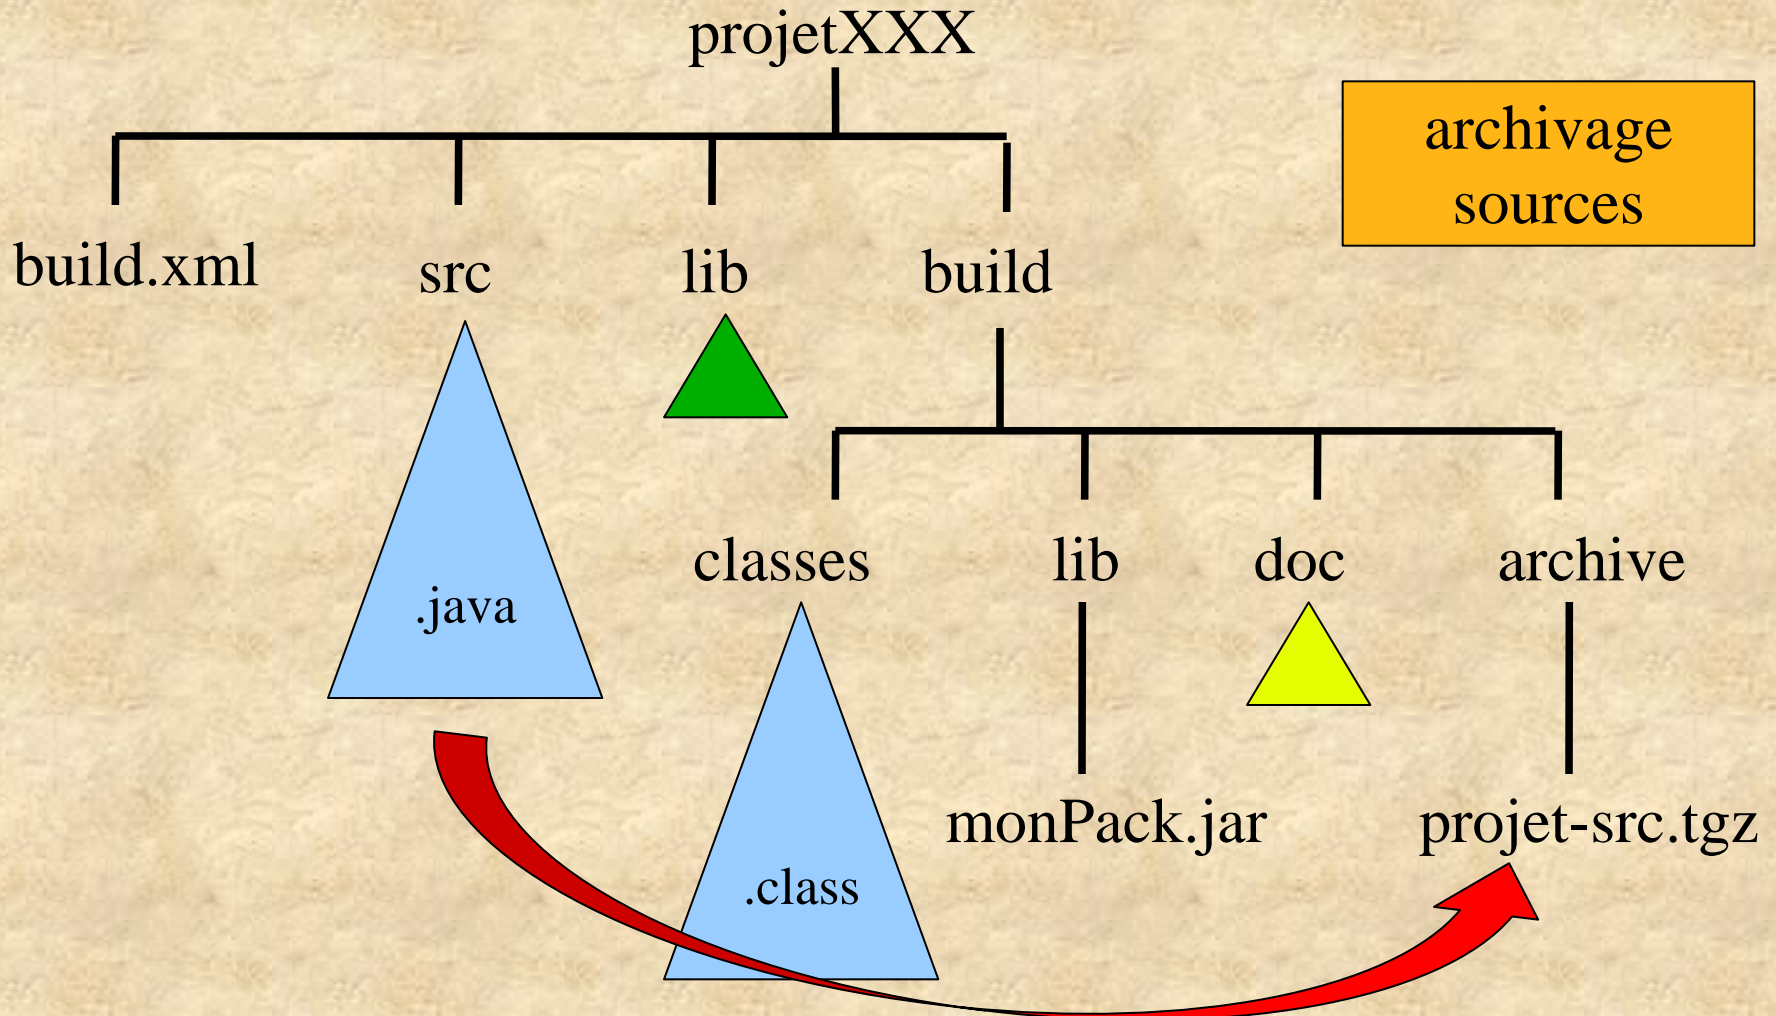 projetXXX
archivage
sources
build.xml
src
lib
build
classes
lib
doc
archive
.java
monPack.jar
projet-src.tgz
.class